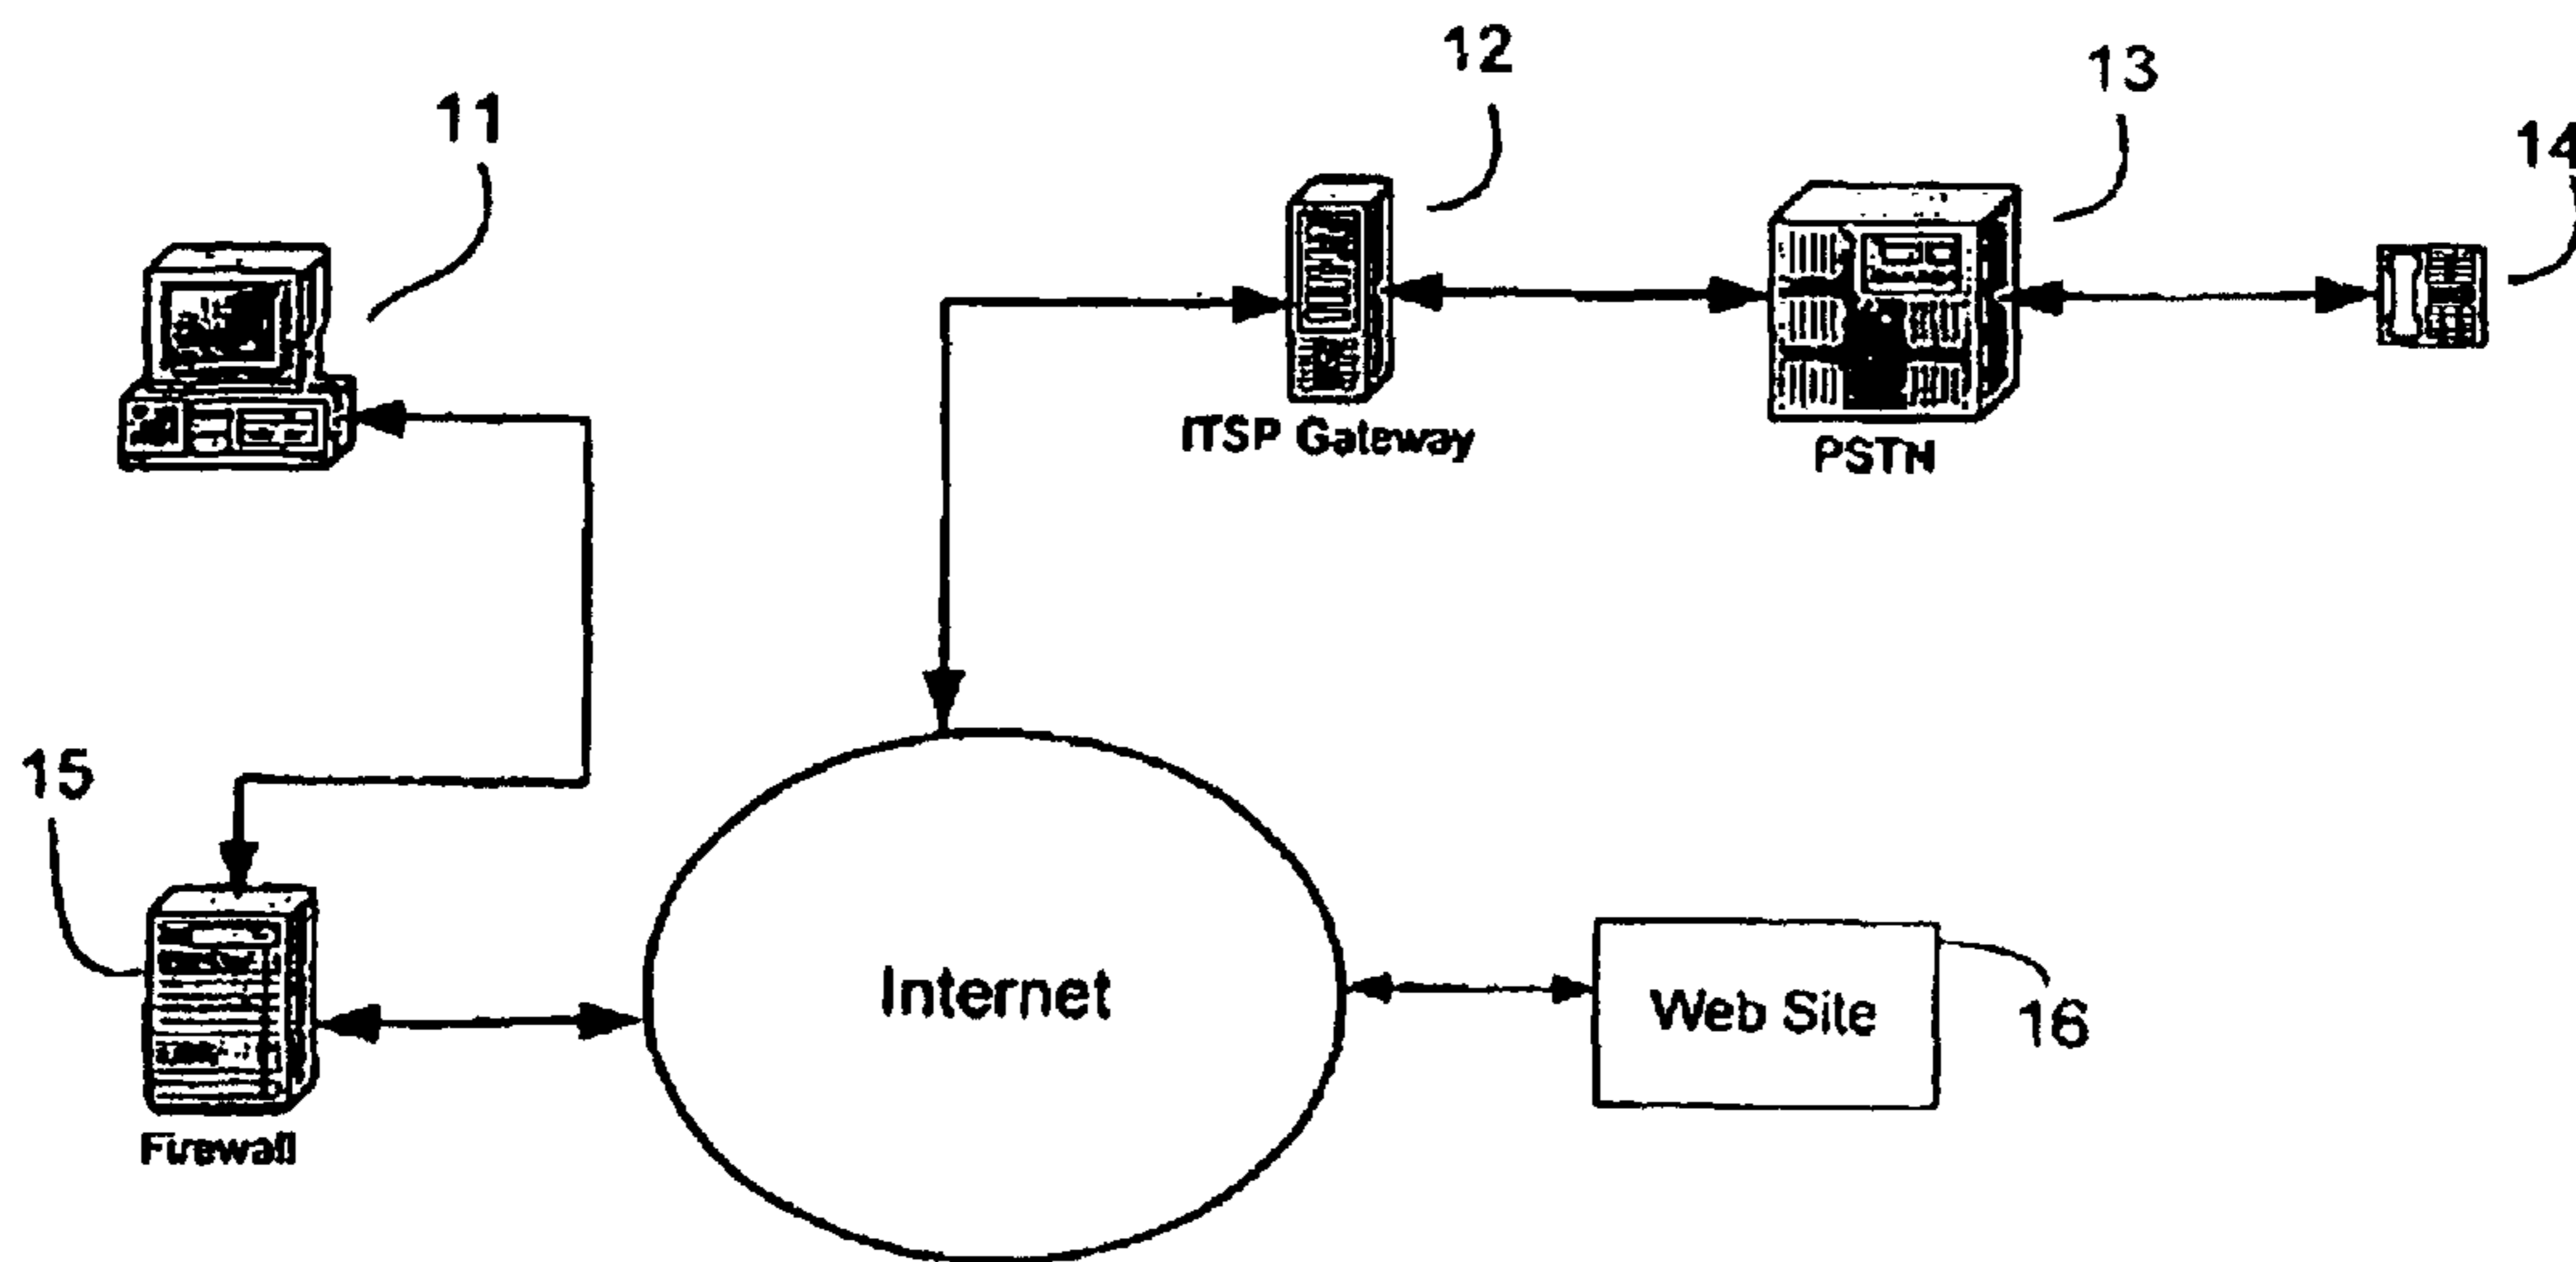 12
13
11
14
ITSP Gateway
PSTN
15
Internet
Web Site
16
Firewall